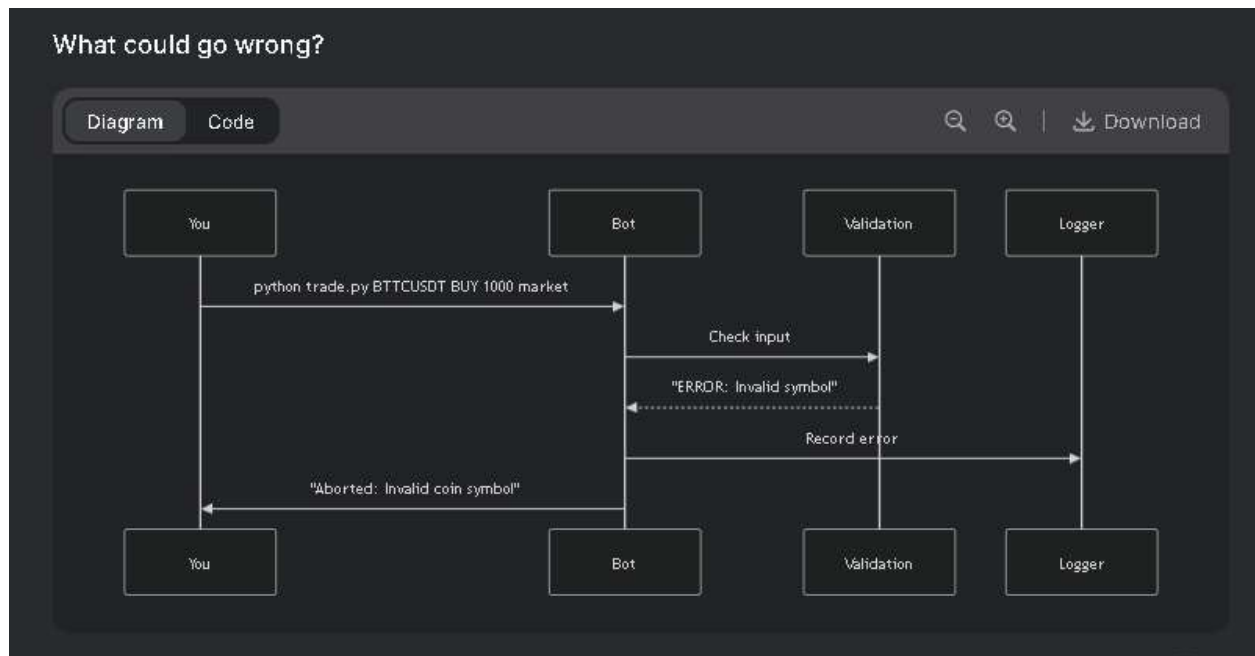 What could go wrong?
Diagram Code Download
You Bot Validation Logger
python trade.py BTTCUSDT BUY 1000 market
Check input
"ERROR: Invalid symbol"
Record error
"Aborted: Invalid coin symbol"
You Bot Validation Logger